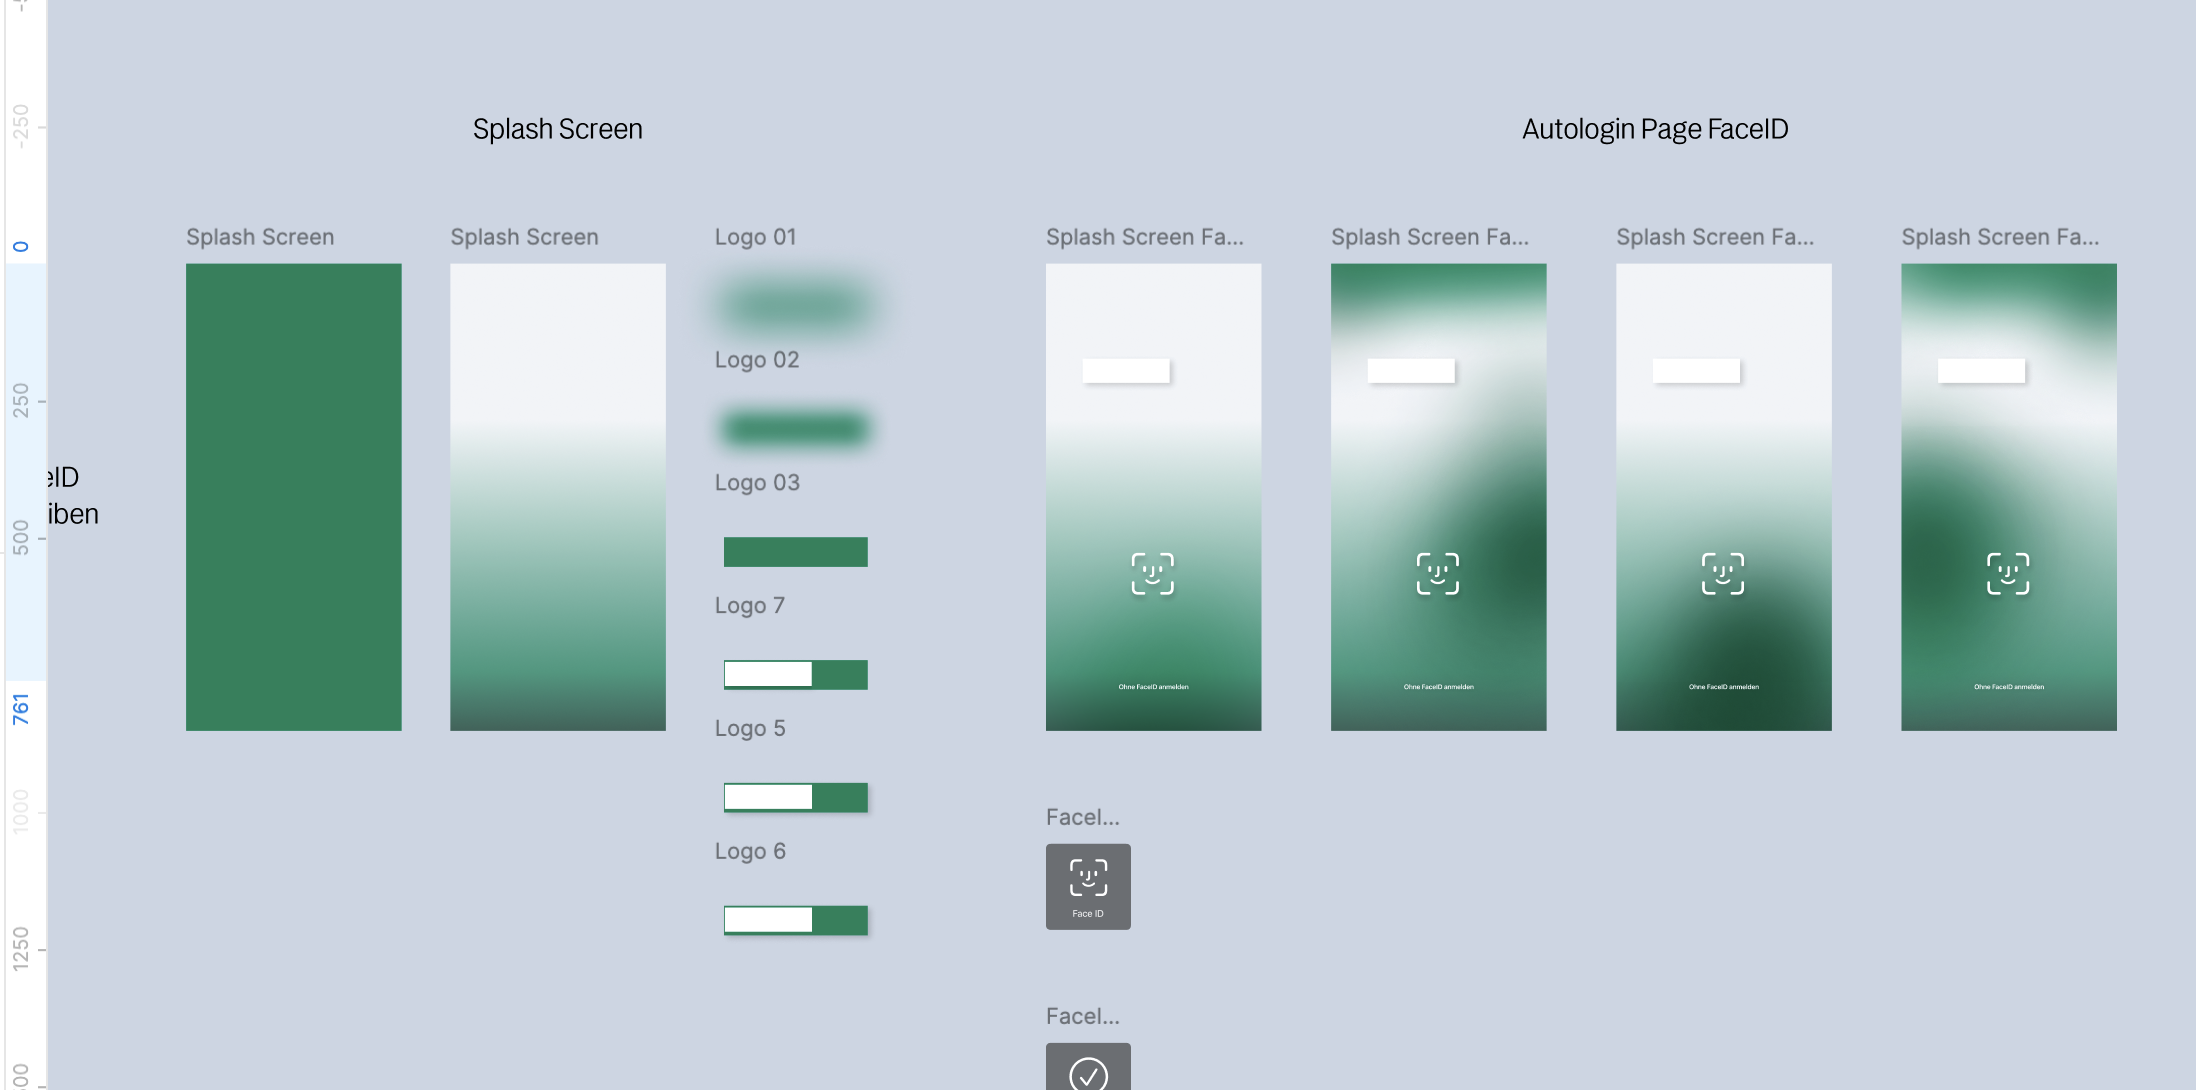 -250
0
250
500
761
1000
1250
Splash Screen
Autologin Page FaceID
Splash Screen
Splash Screen
Logo 01
Splash Screen Fa...
Splash Screen Fa...
Splash Screen Fa...
Splash Screen Fa...
Logo 02
eID
iben
Logo 03
Logo 7
Ohne FaceID anmelden
Ohne FaceID anmelden
Ohne FaceID anmelden
Ohne FaceID anmelden
Logo 5
FaceI...
Logo 6
Face ID
FaceI...